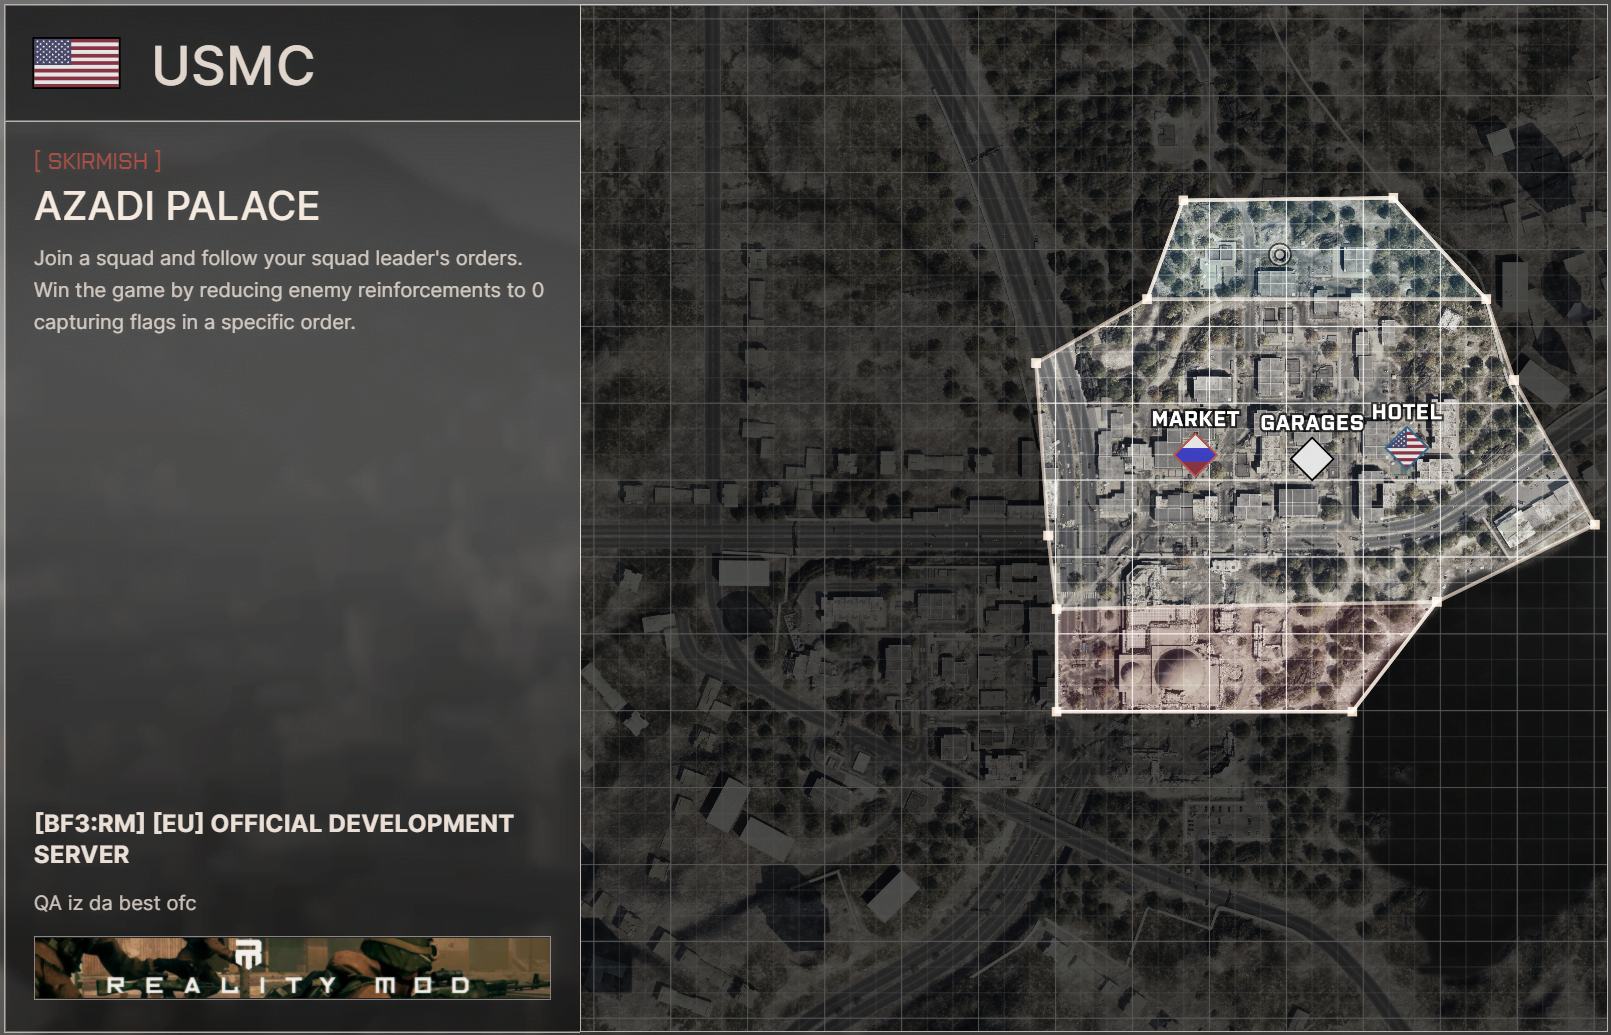 USMC
[ SKIRMISH ]
AZADI PALACE
Join a squad and follow your squad leader's orders.
Win the game by reducing enemy reinforcements to 0
capturing flags in a specific order.
MARKET
GARAGES
HOTEL
[BF3:RM] [EU] OFFICIAL DEVELOPMENT
SERVER
QA iz da best ofc
REALITY MOD